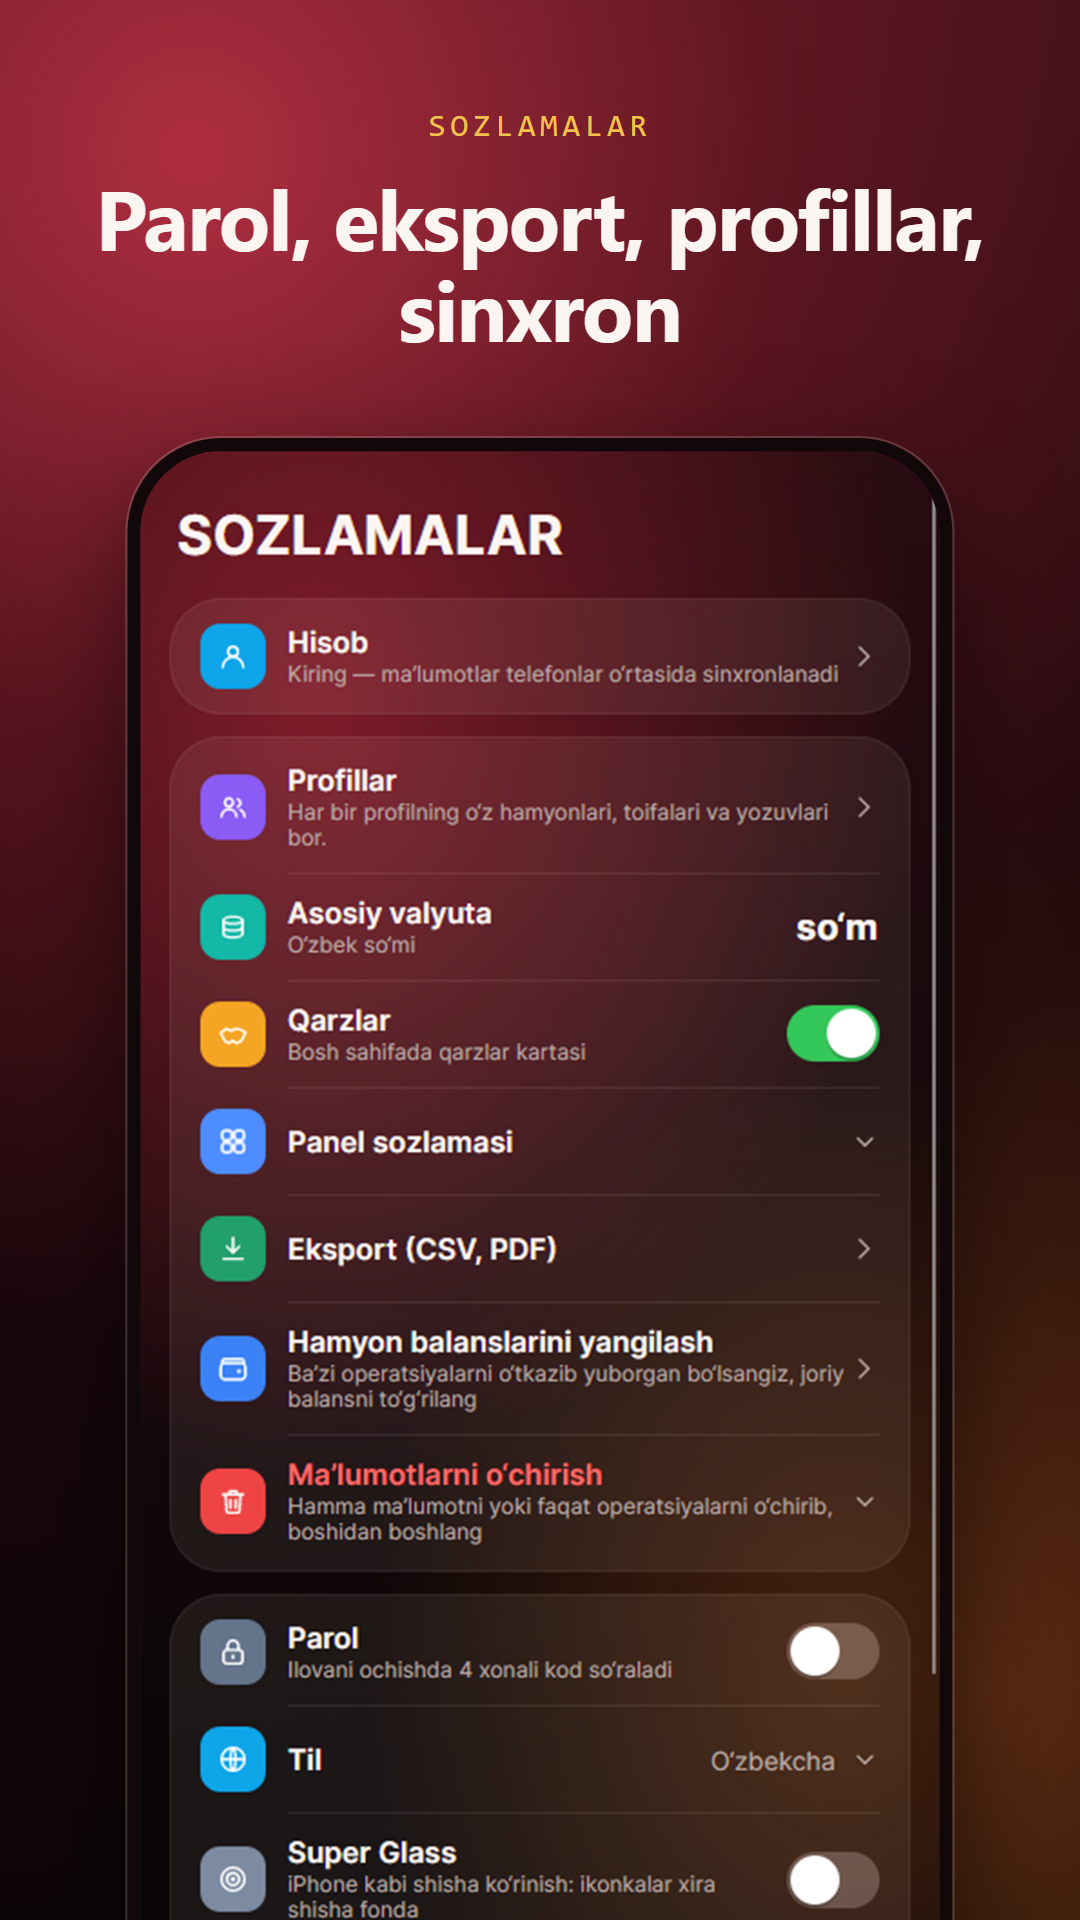 SOZLAMALAR
Parol, eksport, profillar,
sinxron
SOZLAMALAR
Hisob
Kiring — ma’lumotlar telefonlar o‘rtasida sinxronlanadi
Profillar
Har bir profilning o‘z hamyonlari, toifalari va yozuvlari
bor.
Asosiy valyuta
O‘zbek so‘mi
so‘m
Qarzlar
Bosh sahifada qarzlar kartasi
Panel sozlamasi
Eksport (CSV, PDF)
Hamyon balanslarini yangilash
Ba’zi operatsiyalarni o‘tkazib yuborgan bo‘lsangiz, joriy
balansni to‘g‘rilang
Ma’lumotlarni o‘chirish
Hamma ma’lumotni yoki faqat operatsiyalarni o‘chirib,
boshidan boshlang
Parol
Ilovani ochishda 4 xonali kod so‘raladi
Til
O‘zbekcha
Super Glass
iPhone kabi shisha ko‘rinish: ikonkalar xira
shisha fonda